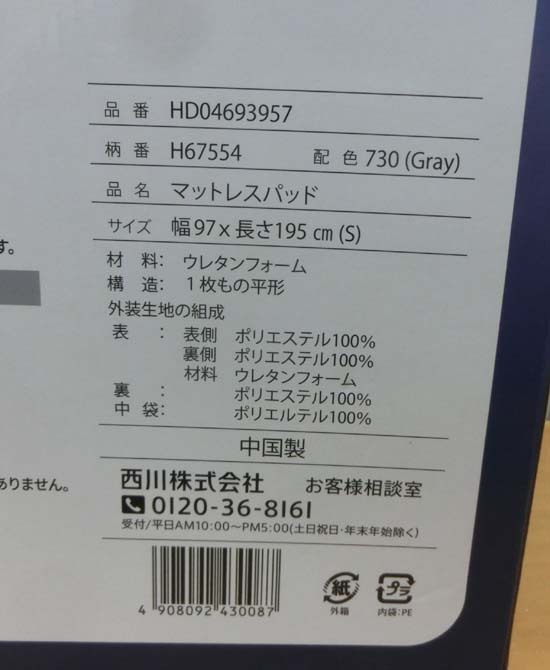 品番 HD04693957
柄番 H67554 配色 730 (Gray)
品名 マットレスパッド
サイズ 幅97x長さ195 cm (S)
す。
材料: ウレタンフォーム
構造: 1枚もの平形
外装生地の組成
表: 表側 ポリエステル100%
裏側 ポリエステル100%
材料 ウレタンフォーム
裏: ポリエステル100%
中袋: ポリエルテル100%
中国製
西川株式会社 お客様相談室
ありません。
0120-36-8161
受付/平日AM10:00〜PM5:00(土日祝日・年末年始除く)
4 908092 430087
紙 プラ
外箱 内袋:PE